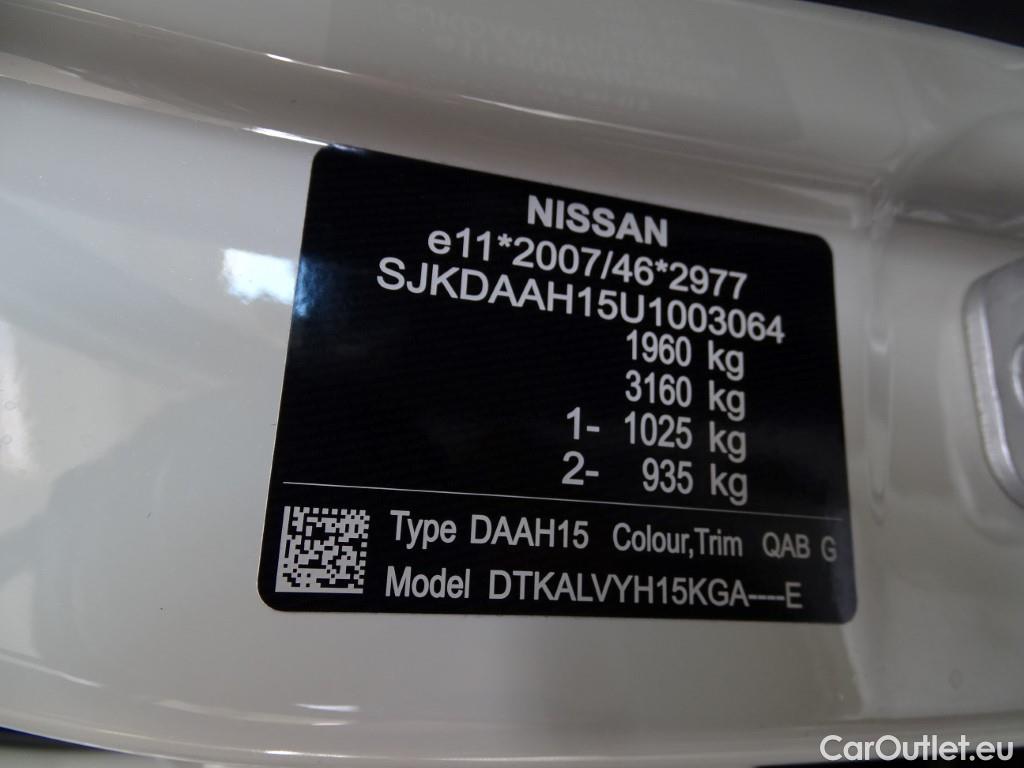 NISSAN
e11*2007/46*2977
SJKDAAH15U1003064
1960 kg
3160 kg
1- 1025 kg
2- 935 kg
Type DAAH15 Colour,Trim QAB G
Model DTKALVYH15KGA----E
CarOutlet.eu